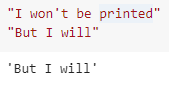 "I won't be printed"
"But I will"
'But I will'